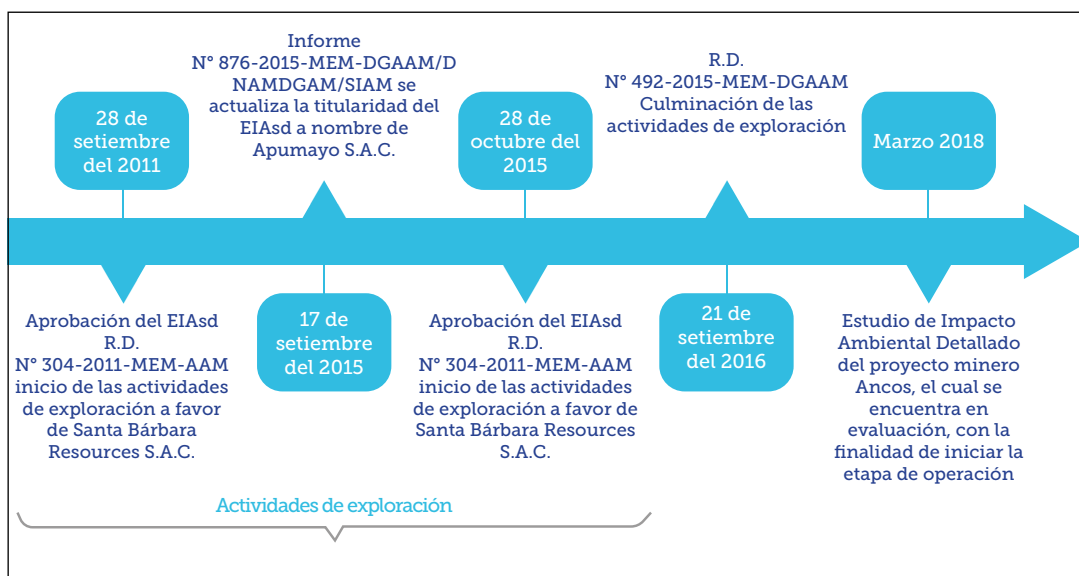 28 de
setiembre
del 2011
Aprobación del EIAsd
R.D.
N° 304-2011-MEM-AAM
inicio de las actividades
de exploración a favor
de Santa Bárbara
Resources S.A.C.
Informe
N° 876-2015-MEM-DGAAM/D
NAMDGAM/SIAM se
actualiza la titularidad del
EIAsd a nombre de
Apumayo S.A.C.
17 de
setiembre
del 2015
28 de
octubre del
2015
Aprobación del EIAsd
R.D.
N° 304-2011-MEM-AAM
inicio de las actividades
de exploración a favor de
Santa Bárbara Resources
S.A.C.
R.D.
N° 492-2015-MEM-DGAAM
Culminación de las
actividades de exploración
21 de
setiembre
del 2016
Marzo 2018
Estudio de Impacto
Ambiental Detallado
del proyecto minero
Ancos, el cual se
encuentra en
evaluación, con la
finalidad de iniciar la
etapa de operación
Actividades de exploración